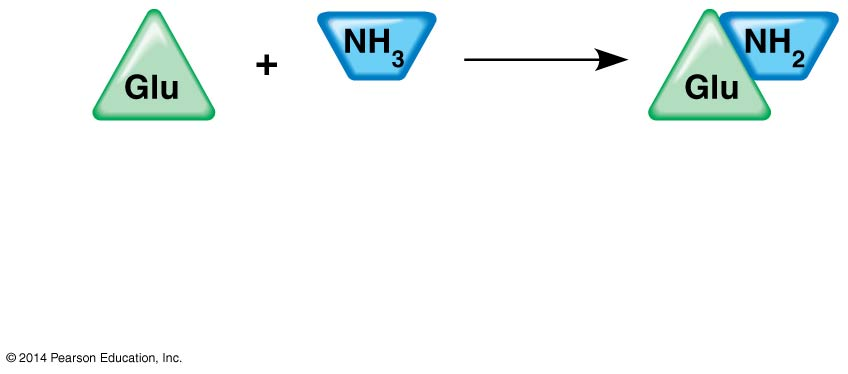 Glu + NH₃ Glu NH₂
© 2014 Pearson Education, Inc.